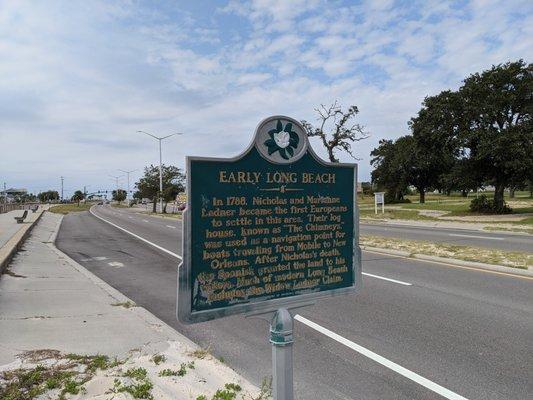 EARLY LONG BEACH
In 1788, Nicholas and Marianne
Ladner became the first Europeans
to settle in this area. Their log
house, known as "The Chimneys,"
was used as a navigation point for
boats traveling from Mobile to New
Orleans. After Nicholas's death,
the Spanish granted the land to his
Much of modern Long Beach
includes the Widow Ladner Claim.